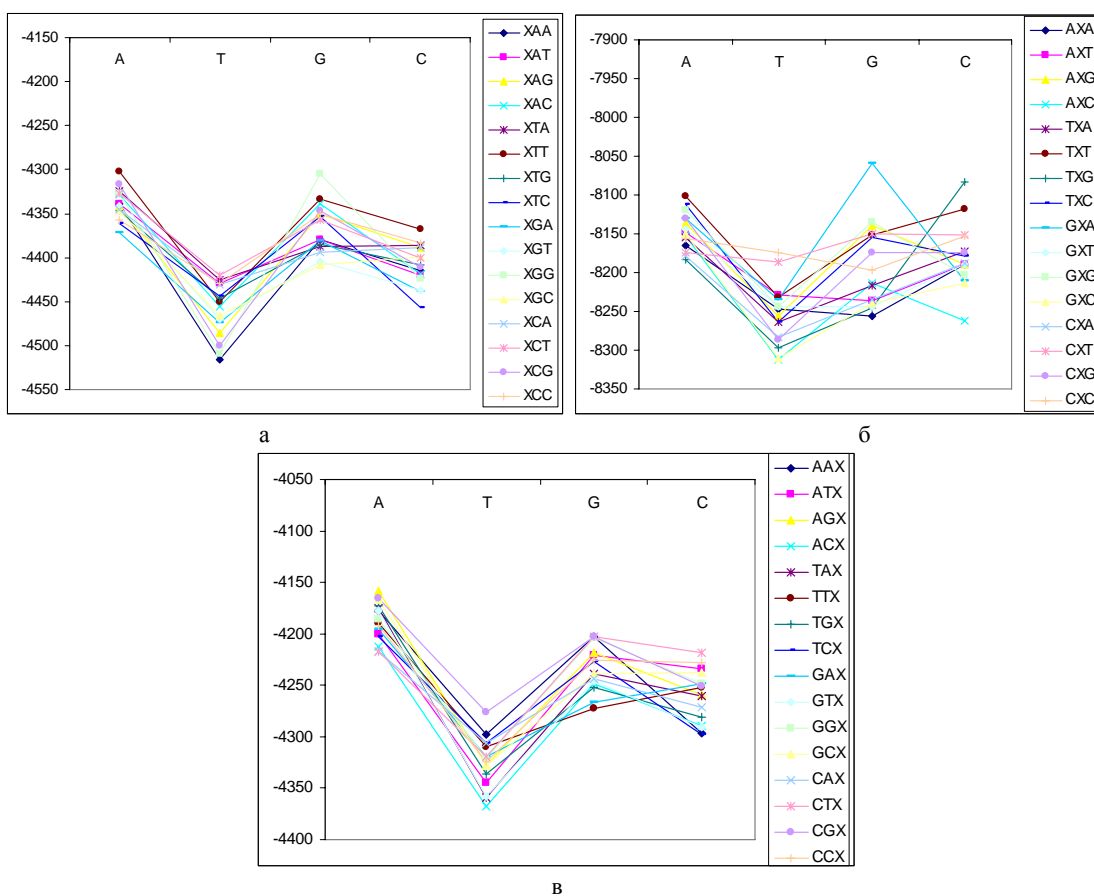 -4150
-4200
-4250
-4300
-4350
-4400
-4450
-4500
-4550
A T G C
XAA
XAT
XAG
XAC
XTA
XTT
XTG
XTC
XGA
XGT
XGG
XGC
XCA
XCT
XCG
XCC
а
-7900
-7950
-8000
-8050
-8100
-8150
-8200
-8250
-8300
-8350
A T G C
AXA
AXT
AXG
AXC
TXA
TXT
TXG
TXC
GXA
GXT
GXG
GXC
CXA
CXT
CXG
CXC
б
-4050
-4100
-4150
-4200
-4250
-4300
-4350
-4400
A T G C
AAX
ATX
AGX
ACX
TAX
TTX
TGX
TCX
GAX
GTX
GGX
GCX
CAX
CTX
CGX
CCX
в